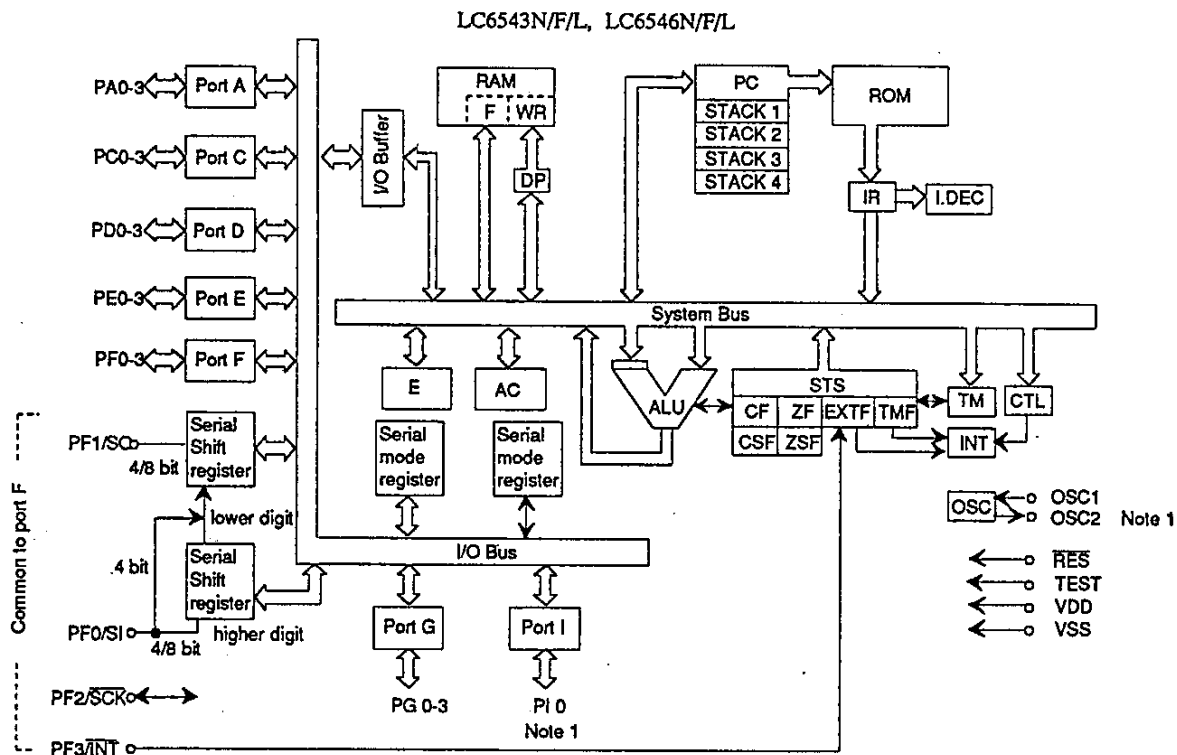 LC6543N/F/L, LC6546N/F/L
PA0-3
Port A
PC0-3
Port C
PD0-3
Port D
PE0-3
Port E
PF0-3
Port F
I/O Buffer
RAM
F
WR
DP
PC
STACK 1
STACK 2
STACK 3
STACK 4
ROM
IR
I.DEC
System Bus
E
AC
ALU
STS
CF
ZF
EXTF
TMF
CSF
ZSF
TM
CTL
INT
Common to port F
PF1/SO
4/8 bit
Serial
Shift
register
lower digit
.4 bit
Serial
Shift
register
higher digit
PF0/SI
4/8 bit
PF2/SCK
PF3/INT
Serial
mode
register
Serial
mode
register
I/O Bus
Port G
Port I
PG 0-3
PI 0
Note 1
OSC
OSC1
OSC2 Note 1
RES
TEST
VDD
VSS